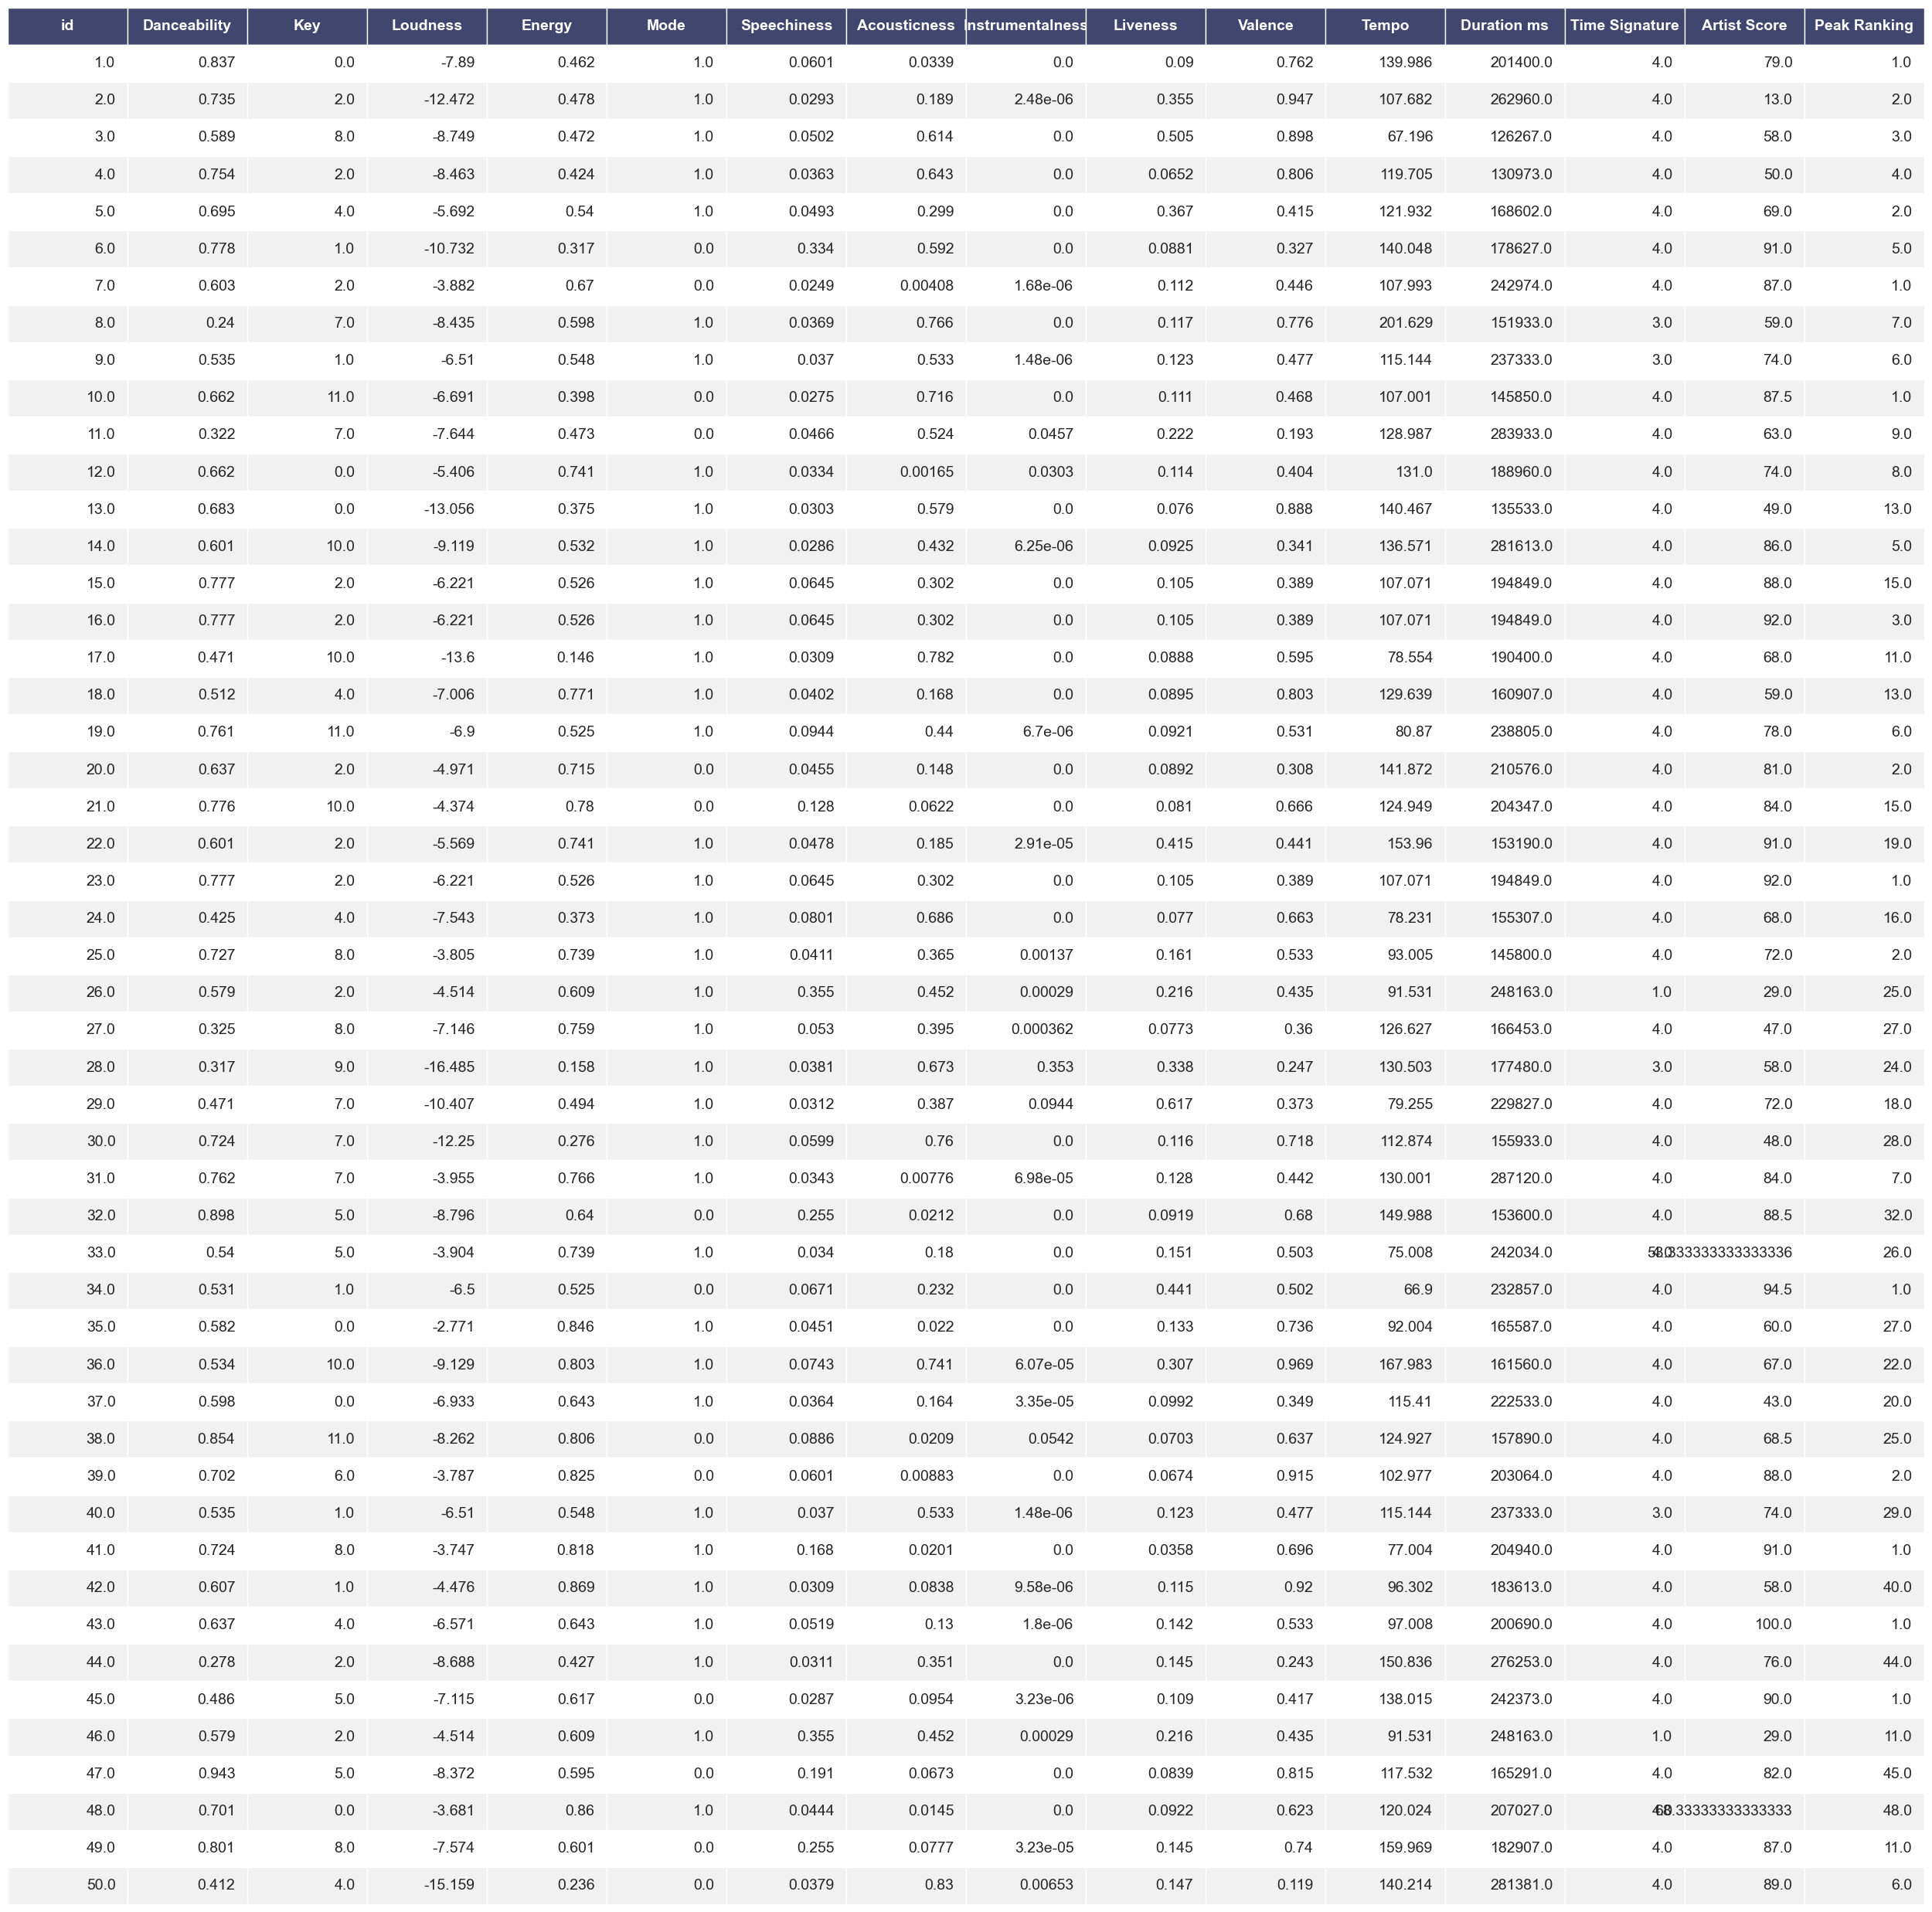 id Danceability Key Loudness Energy Mode Speechiness Acousticness Instrumentalness Liveness Valence Tempo Duration ms Time Signature Artist Score Peak Ranking
1.0 0.837 0.0 -7.89 0.462 1.0 0.0601 0.0339 0.0 0.09 0.762 139.986 201400.0 4.0 79.0 1.0
2.0 0.735 2.0 -12.472 0.478 1.0 0.0293 0.189 2.48e-06 0.355 0.947 107.682 262960.0 4.0 13.0 2.0
3.0 0.589 8.0 -8.749 0.472 1.0 0.0502 0.614 0.0 0.505 0.898 67.196 126267.0 4.0 58.0 3.0
4.0 0.754 2.0 -8.463 0.424 1.0 0.0363 0.643 0.0 0.0652 0.806 119.705 130973.0 4.0 50.0 4.0
5.0 0.695 4.0 -5.692 0.54 1.0 0.0493 0.299 0.0 0.367 0.415 121.932 168602.0 4.0 69.0 2.0
6.0 0.778 1.0 -10.732 0.317 0.0 0.334 0.592 0.0 0.0881 0.327 140.048 178627.0 4.0 91.0 5.0
7.0 0.603 2.0 -3.882 0.67 0.0 0.0249 0.00408 1.68e-06 0.112 0.446 107.993 242974.0 4.0 87.0 1.0
8.0 0.24 7.0 -8.435 0.598 1.0 0.0369 0.766 0.0 0.117 0.776 201.629 151933.0 3.0 59.0 7.0
9.0 0.535 1.0 -6.51 0.548 1.0 0.037 0.533 1.48e-06 0.123 0.477 115.144 237333.0 3.0 74.0 6.0
10.0 0.662 11.0 -6.691 0.398 0.0 0.0275 0.716 0.0 0.111 0.468 107.001 145850.0 4.0 87.5 1.0
11.0 0.322 7.0 -7.644 0.473 0.0 0.0466 0.524 0.0457 0.222 0.193 128.987 283933.0 4.0 63.0 9.0
12.0 0.662 0.0 -5.406 0.741 1.0 0.0334 0.00165 0.0303 0.114 0.404 131.0 188960.0 4.0 74.0 8.0
13.0 0.683 0.0 -13.056 0.375 1.0 0.0303 0.579 0.0 0.076 0.888 140.467 135533.0 4.0 49.0 13.0
14.0 0.601 10.0 -9.119 0.532 1.0 0.0286 0.432 6.25e-06 0.0925 0.341 136.571 281613.0 4.0 86.0 5.0
15.0 0.777 2.0 -6.221 0.526 1.0 0.0645 0.302 0.0 0.105 0.389 107.071 194849.0 4.0 88.0 15.0
16.0 0.777 2.0 -6.221 0.526 1.0 0.0645 0.302 0.0 0.105 0.389 107.071 194849.0 4.0 92.0 3.0
17.0 0.471 10.0 -13.6 0.146 1.0 0.0309 0.782 0.0 0.0888 0.595 78.554 190400.0 4.0 68.0 11.0
18.0 0.512 4.0 -7.006 0.771 1.0 0.0402 0.168 0.0 0.0895 0.803 129.639 160907.0 4.0 59.0 13.0
19.0 0.761 11.0 -6.9 0.525 1.0 0.0944 0.44 6.7e-06 0.0921 0.531 80.87 238805.0 4.0 78.0 6.0
20.0 0.637 2.0 -4.971 0.715 0.0 0.0455 0.148 0.0 0.0892 0.308 141.872 210576.0 4.0 81.0 2.0
21.0 0.776 10.0 -4.374 0.78 0.0 0.128 0.0622 0.0 0.081 0.666 124.949 204347.0 4.0 84.0 15.0
22.0 0.601 2.0 -5.569 0.741 1.0 0.0478 0.185 2.91e-05 0.415 0.441 153.96 153190.0 4.0 91.0 19.0
23.0 0.777 2.0 -6.221 0.526 1.0 0.0645 0.302 0.0 0.105 0.389 107.071 194849.0 4.0 92.0 1.0
24.0 0.425 4.0 -7.543 0.373 1.0 0.0801 0.686 0.0 0.077 0.663 78.231 155307.0 4.0 68.0 16.0
25.0 0.727 8.0 -3.805 0.739 1.0 0.0411 0.365 0.00137 0.161 0.533 93.005 145800.0 4.0 72.0 2.0
26.0 0.579 2.0 -4.514 0.609 1.0 0.355 0.452 0.00029 0.216 0.435 91.531 248163.0 1.0 29.0 25.0
27.0 0.325 8.0 -7.146 0.759 1.0 0.053 0.395 0.000362 0.0773 0.36 126.627 166453.0 4.0 47.0 27.0
28.0 0.317 9.0 -16.485 0.158 1.0 0.0381 0.673 0.353 0.338 0.247 130.503 177480.0 3.0 58.0 24.0
29.0 0.471 7.0 -10.407 0.494 1.0 0.0312 0.387 0.0944 0.617 0.373 79.255 229827.0 4.0 72.0 18.0
30.0 0.724 7.0 -12.25 0.276 1.0 0.0599 0.76 0.0 0.116 0.718 112.874 155933.0 4.0 48.0 28.0
31.0 0.762 7.0 -3.955 0.766 1.0 0.0343 0.00776 6.98e-05 0.128 0.442 130.001 287120.0 4.0 84.0 7.0
32.0 0.898 5.0 -8.796 0.64 0.0 0.255 0.0212 0.0 0.0919 0.68 149.988 153600.0 4.0 88.5 32.0
33.0 0.54 5.0 -3.904 0.739 1.0 0.034 0.18 0.0 0.151 0.503 75.008 242034.0 4.0 26.0
34.0 0.531 1.0 -6.5 0.525 0.0 0.0671 0.232 0.0 0.441 0.502 66.9 232857.0 4.0 94.5 1.0
35.0 0.582 0.0 -2.771 0.846 1.0 0.0451 0.022 0.0 0.133 0.736 92.004 165587.0 4.0 60.0 27.0
36.0 0.534 10.0 -9.129 0.803 1.0 0.0743 0.741 6.07e-05 0.307 0.969 167.983 161560.0 4.0 67.0 22.0
37.0 0.598 0.0 -6.933 0.643 1.0 0.0364 0.164 3.35e-05 0.0992 0.349 115.41 222533.0 4.0 43.0 20.0
38.0 0.854 11.0 -8.262 0.806 0.0 0.0886 0.0209 0.0542 0.0703 0.637 124.927 157890.0 4.0 68.5 25.0
39.0 0.702 6.0 -3.787 0.825 0.0 0.0601 0.00883 0.0 0.0674 0.915 102.977 203064.0 4.0 88.0 2.0
40.0 0.535 1.0 -6.51 0.548 1.0 0.037 0.533 1.48e-06 0.123 0.477 115.144 237333.0 3.0 74.0 29.0
41.0 0.724 8.0 -3.747 0.818 1.0 0.168 0.0201 0.0 0.0358 0.696 77.004 204940.0 4.0 91.0 1.0
42.0 0.607 1.0 -4.476 0.869 1.0 0.0309 0.0838 9.58e-06 0.115 0.92 96.302 183613.0 4.0 58.0 40.0
43.0 0.637 4.0 -6.571 0.643 1.0 0.0519 0.13 1.8e-06 0.142 0.533 97.008 200690.0 4.0 100.0 1.0
44.0 0.278 2.0 -8.688 0.427 1.0 0.0311 0.351 0.0 0.145 0.243 150.836 276253.0 4.0 76.0 44.0
45.0 0.486 5.0 -7.115 0.617 0.0 0.0287 0.0954 3.23e-06 0.109 0.417 138.015 242373.0 4.0 90.0 1.0
46.0 0.579 2.0 -4.514 0.609 1.0 0.355 0.452 0.00029 0.216 0.435 91.531 248163.0 1.0 29.0 11.0
47.0 0.943 5.0 -8.372 0.595 0.0 0.191 0.0673 0.0 0.0839 0.815 117.532 165291.0 4.0 82.0 45.0
48.0 0.701 0.0 -3.681 0.86 1.0 0.0444 0.0145 0.0 0.0922 0.623 120.024 207027.0 4.0 48.0
49.0 0.801 8.0 -7.574 0.601 0.0 0.255 0.0777 3.23e-05 0.145 0.74 159.969 182907.0 4.0 87.0 11.0
50.0 0.412 4.0 -15.159 0.236 0.0 0.0379 0.83 0.00653 0.147 0.119 140.214 281381.0 4.0 89.0 6.0